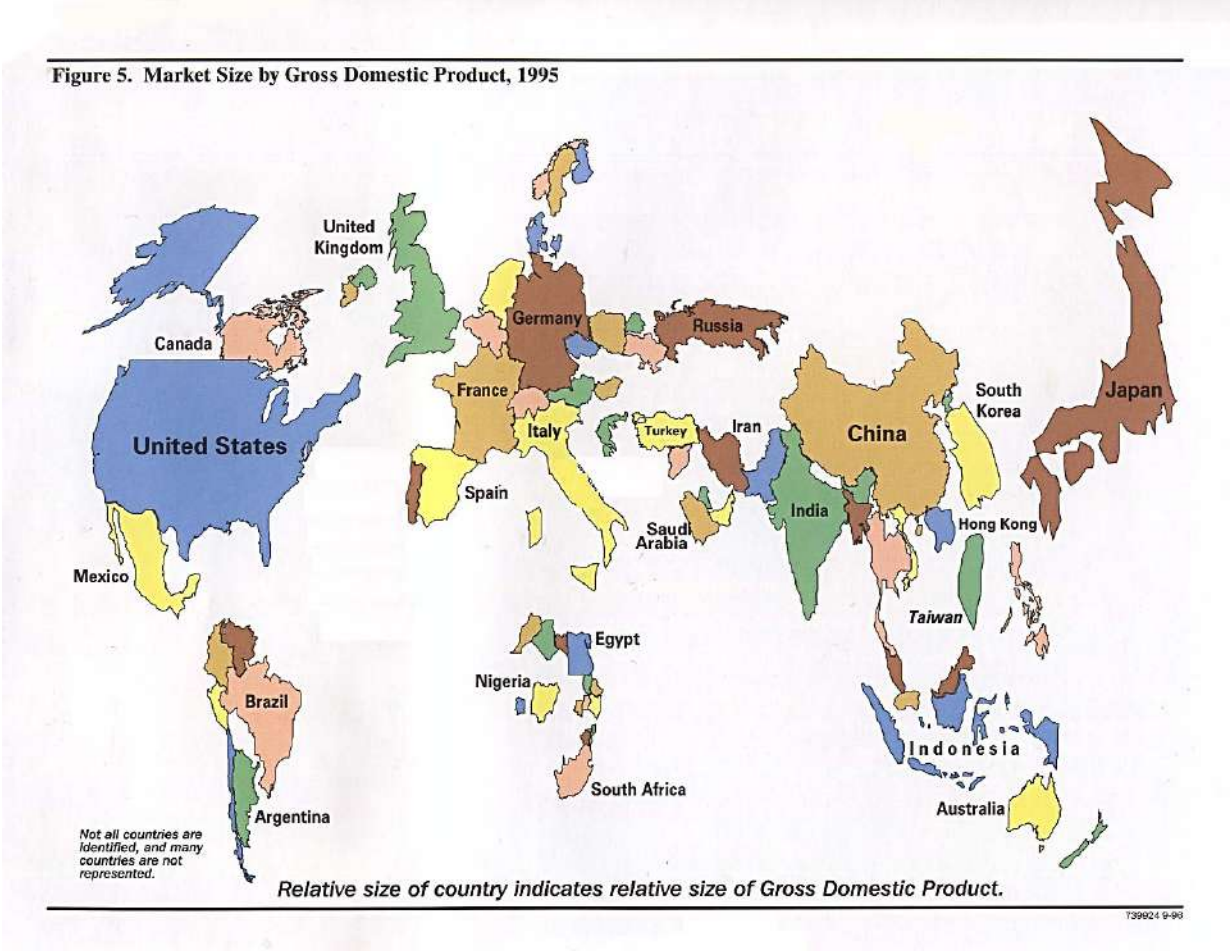 Figure 5. Market Size by Gross Domestic Product, 1995
United
Kingdom
Canada
Germany
Russia
France
South
Korea
Japan
United States
Italy
Turkey
Iran
China
Spain
India
Saudi
Arabia
Hong Kong
Mexico
Taiwan
Egypt
Nigeria
Brazil
Indonesia
South Africa
Australia
Argentina
Not all countries are
identified, and many
countries are not
represented.
Relative size of country indicates relative size of Gross Domestic Product.
739924 9-96